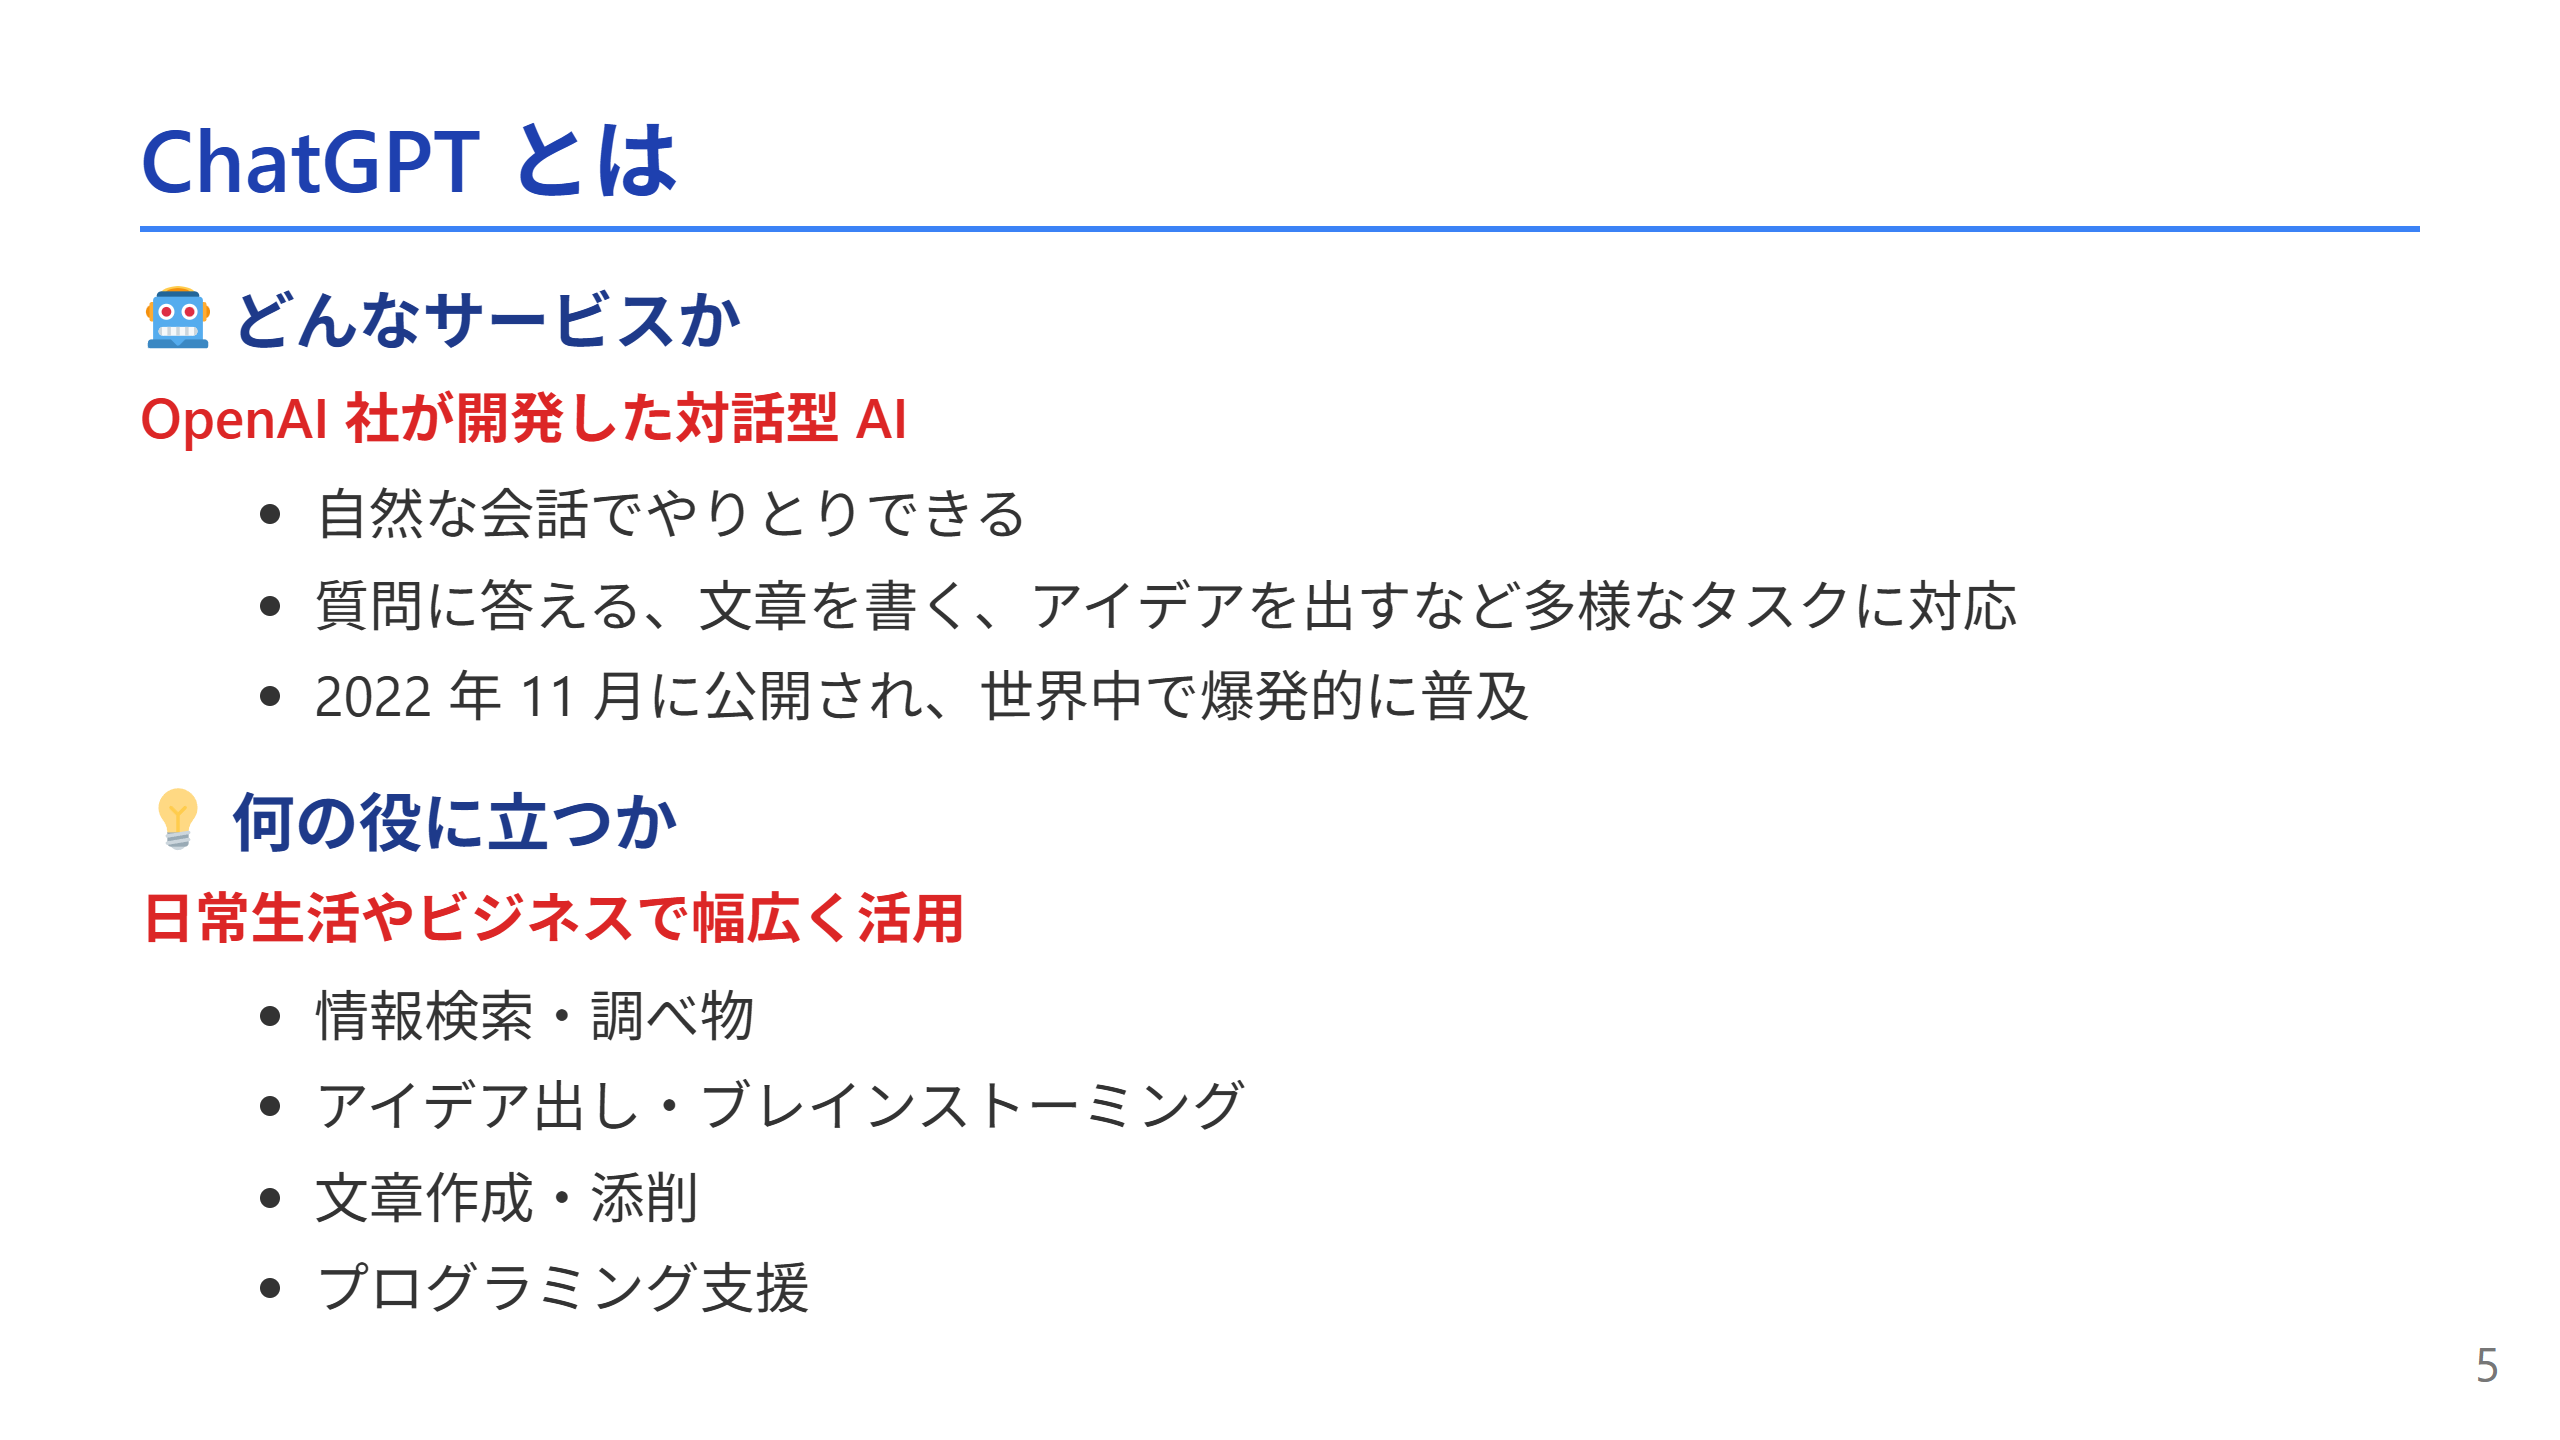 ChatGPT とは
🤖 どんなサービスか
OpenAI 社が開発した対話型 AI
• 自然な会話でやりとりできる
• 質問に答える、文章を書く、アイデアを出すなど多様なタスクに対応
• 2022 年 11 月に公開され、世界中で爆発的に普及
💡 何の役に立つか
日常生活やビジネスで幅広く活用
• 情報検索・調べ物
• アイデア出し・ブレインストーミング
• 文章作成・添削
• プログラミング支援
5